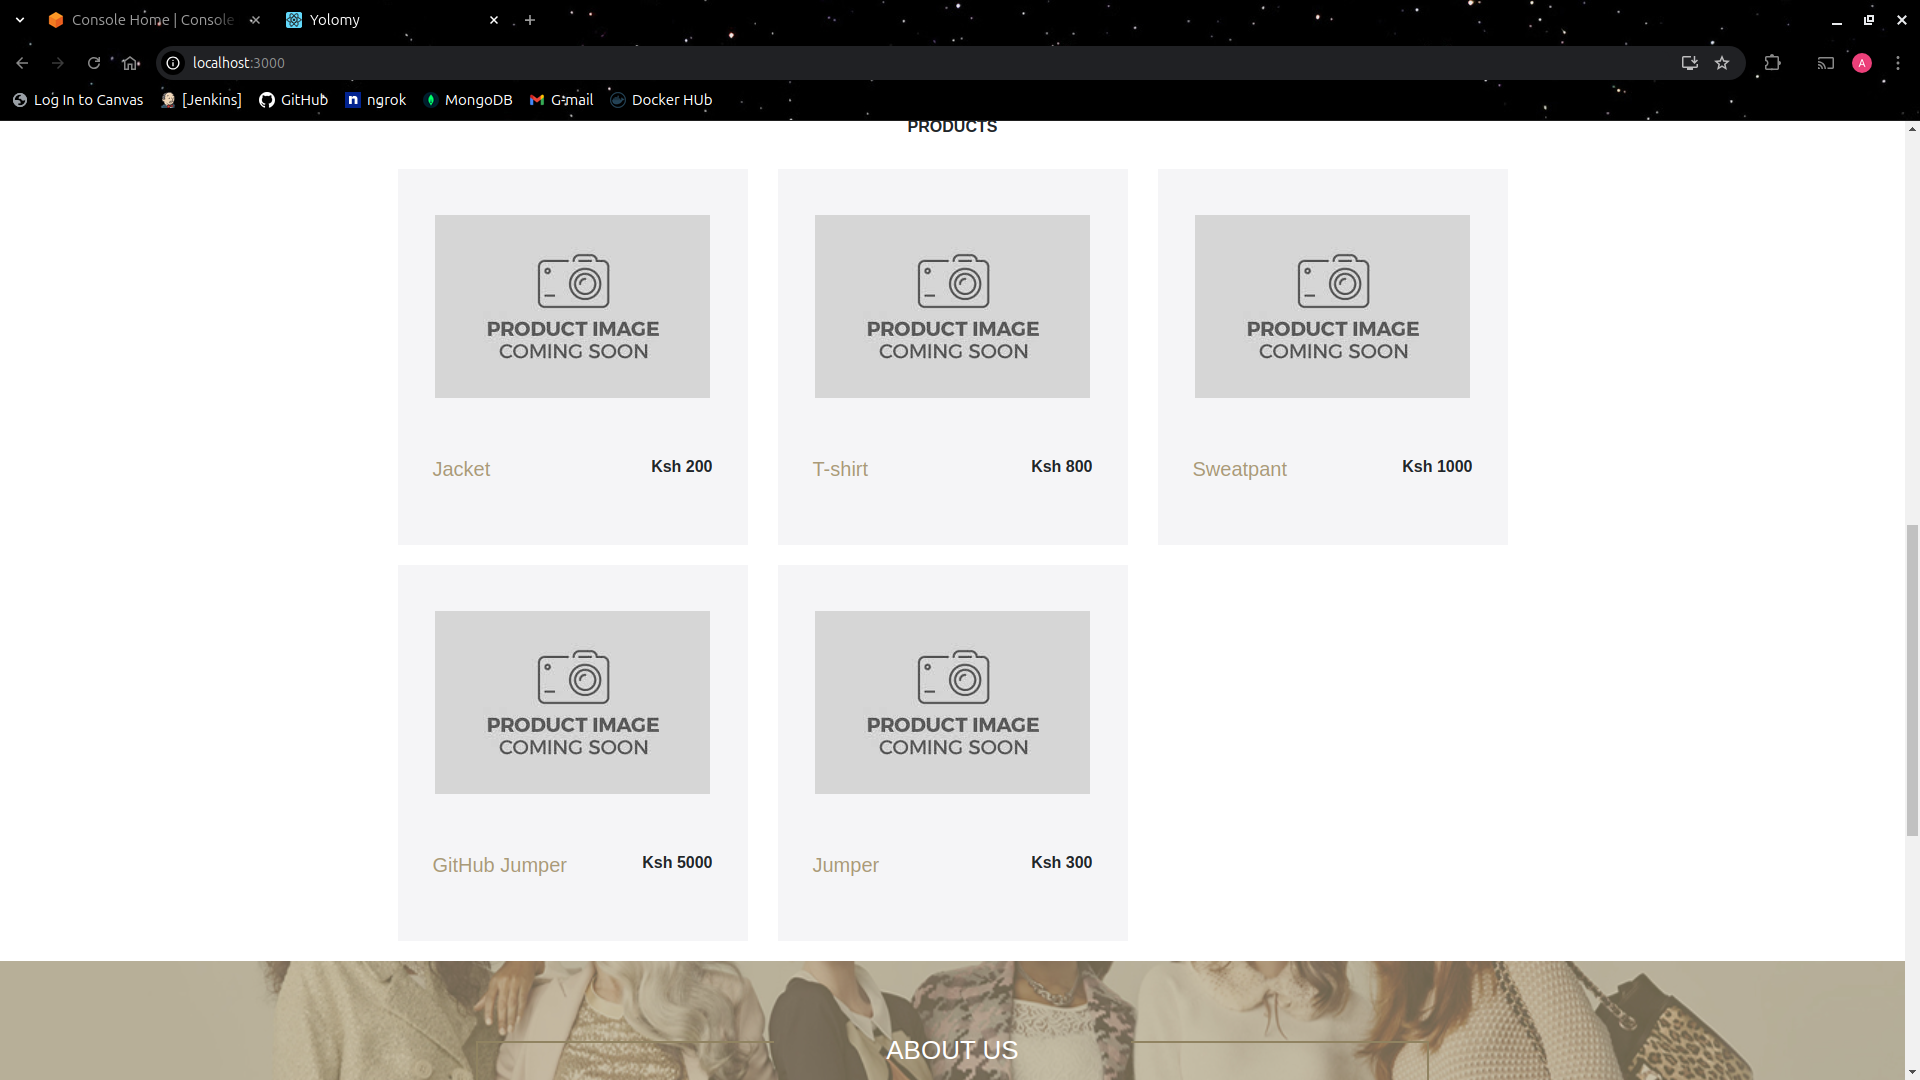 Console Home | Console
Yolomy
localhost:3000
A
Log In to Canvas
[Jenkins]
GitHub
n ngrok
MongoDB
Gmail
Docker HUb
PRODUCTS
PRODUCT IMAGE
COMING SOON
PRODUCT IMAGE
COMING SOON
PRODUCT IMAGE
COMING SOON
Jacket
Ksh 200
T-shirt
Ksh 800
Sweatpant
Ksh 1000
PRODUCT IMAGE
COMING SOON
PRODUCT IMAGE
COMING SOON
GitHub Jumper
Ksh 5000
Jumper
Ksh 300
ABOUT US